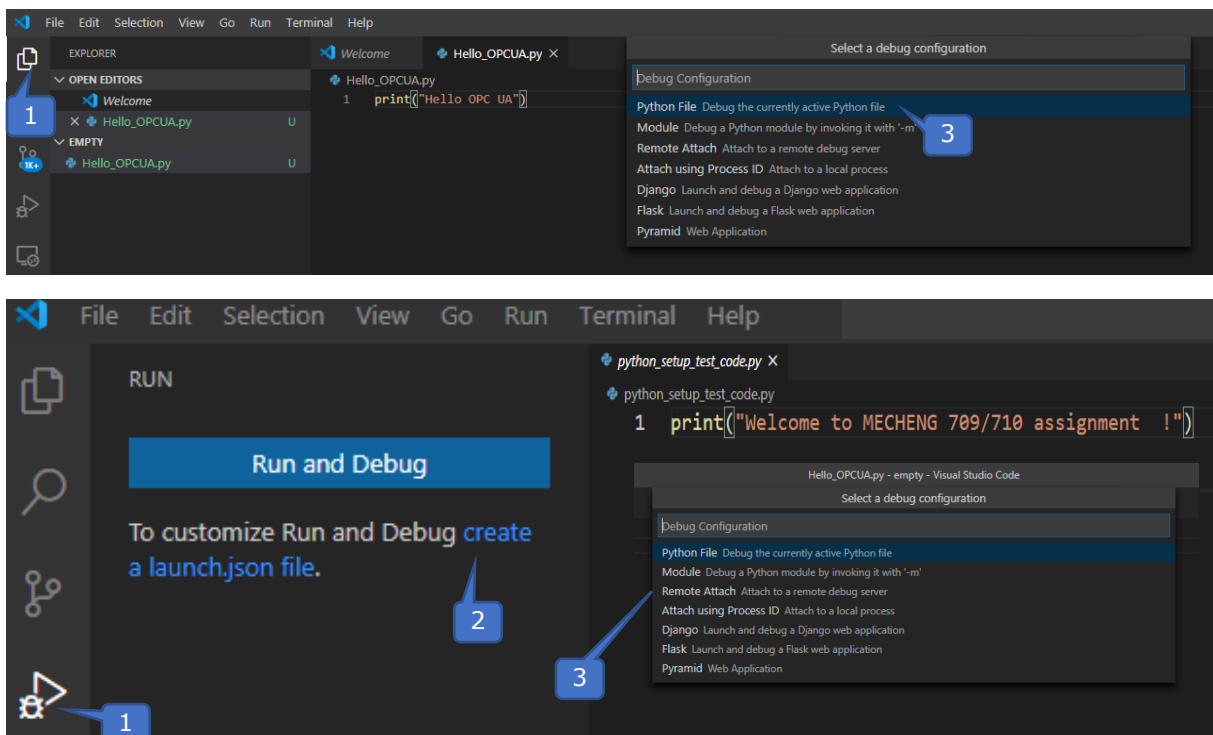 File Edit Selection View Go Run Terminal Help
EXPLORER
OPEN EDITORS
Welcome
Hello_OPCUA.py U
EMPTY
Hello_OPCUA.py U
1K+
1
Welcome Hello_OPCUA.py
Hello_OPCUA.py
1 print("Hello OPC UA")
Select a debug configuration
Debug Configuration
Python File Debug the currently active Python file
Module Debug a Python module by invoking it with '-m'
Remote Attach Attach to a remote debug server
Attach using Process ID Attach to a local process
Django Launch and debug a Django web application
Flask Launch and debug a Flask web application
Pyramid Web Application
3
File Edit Selection View Go Run Terminal Help
RUN
Run and Debug
To customize Run and Debug create
a launch.json file.
2
1
python_setup_test_code.py
python_setup_test_code.py
1 print("Welcome to MECHENG 709/710 assignment !")
Hello_OPCUA.py - empty - Visual Studio Code
Select a debug configuration
Debug Configuration
Python File Debug the currently active Python file
Module Debug a Python module by invoking it with '-m'
Remote Attach Attach to a remote debug server
Attach using Process ID Attach to a local process
Django Launch and debug a Django web application
Flask Launch and debug a Flask web application
Pyramid Web Application
3